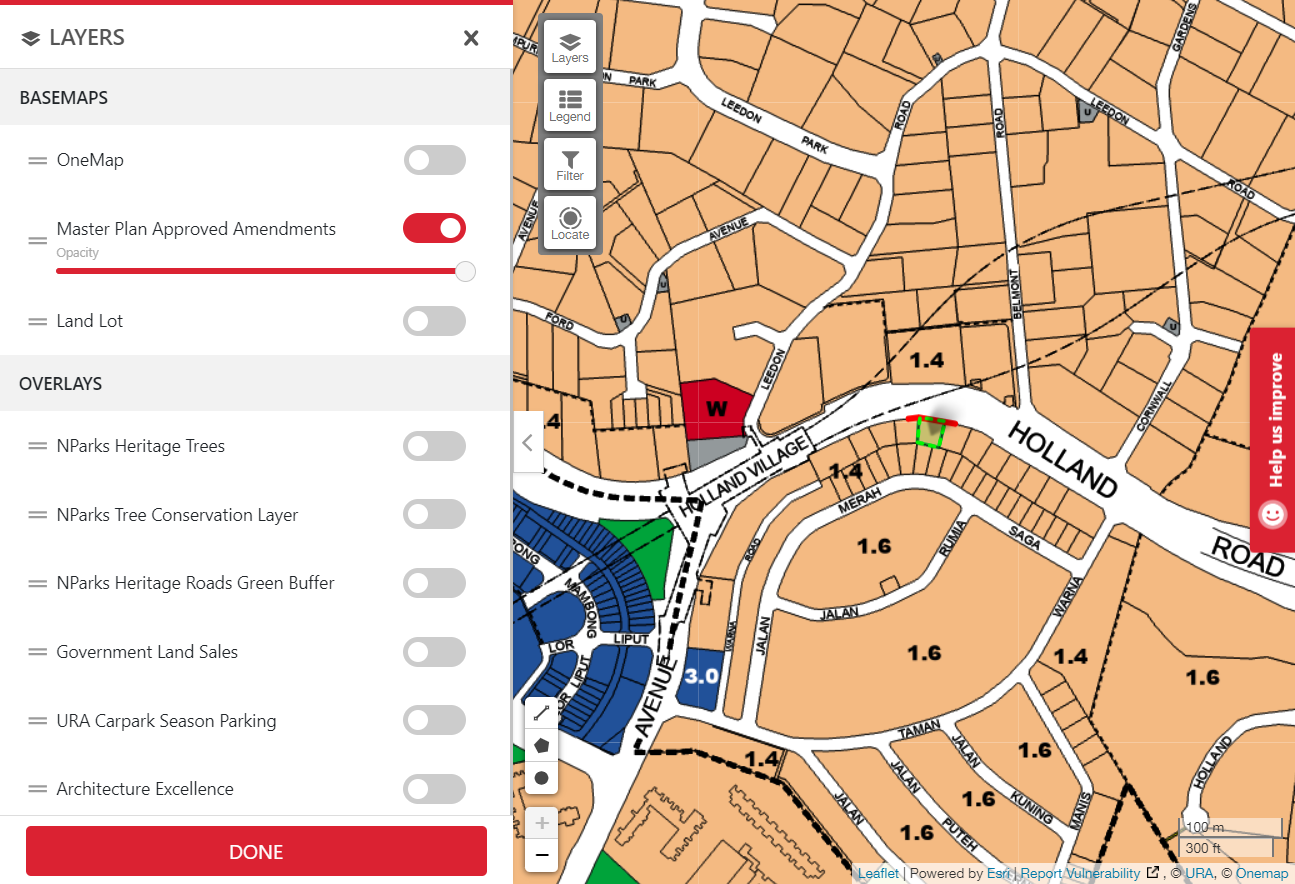 LAYERS
BASEMAPS
OneMap
Master Plan Approved Amendments
Opacity
Land Lot
OVERLAYS
NParks Heritage Trees
NParks Tree Conservation Layer
NParks Heritage Roads Green Buffer
Government Land Sales
URA Carpark Season Parking
Architecture Excellence
DONE
Layers
Legend
Filter
Locate
PARK
LEEDON
PARK
ROAD
ROAD
GARDENS
LEEDON
ROAD
U
AVENUE
AVENUE
U
U
FORD
LEEDON
BELMONT
U
CORNWALL
1.4
W
HOLLAND VILLAGE
HOLLAND
ROAD
1.4
MERAH
1.6
RUMIA
SAGA
JALAN
ROAD
WARNA
JALAN
WARNA
1.6
1.4
1.6
3.0
MAMBONG
LOR
LIPUT
LIPUT
AVENUE
TAMAN
1.4
JALAN
JALAN
PUTEH
JALAN
KUNING
1.6
1.6
1.6
MANIS
HOLLAND
Help us improve
+
−
100 m
300 ft
Leaflet | Powered by Esri | Report Vulnerability , © URA, © Onemap